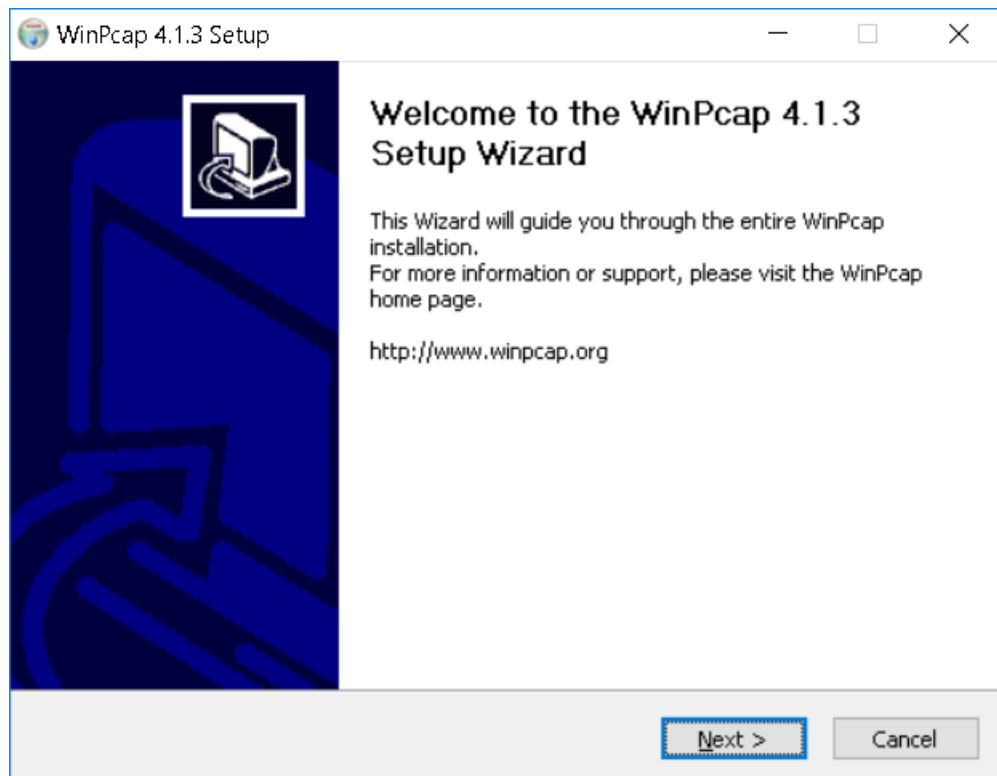 WinPcap 4.1.3 Setup
Welcome to the WinPcap 4.1.3
Setup Wizard
This Wizard will guide you through the entire WinPcap
installation.
For more information or support, please visit the WinPcap
home page.
http://www.winpcap.org
Next >
Cancel